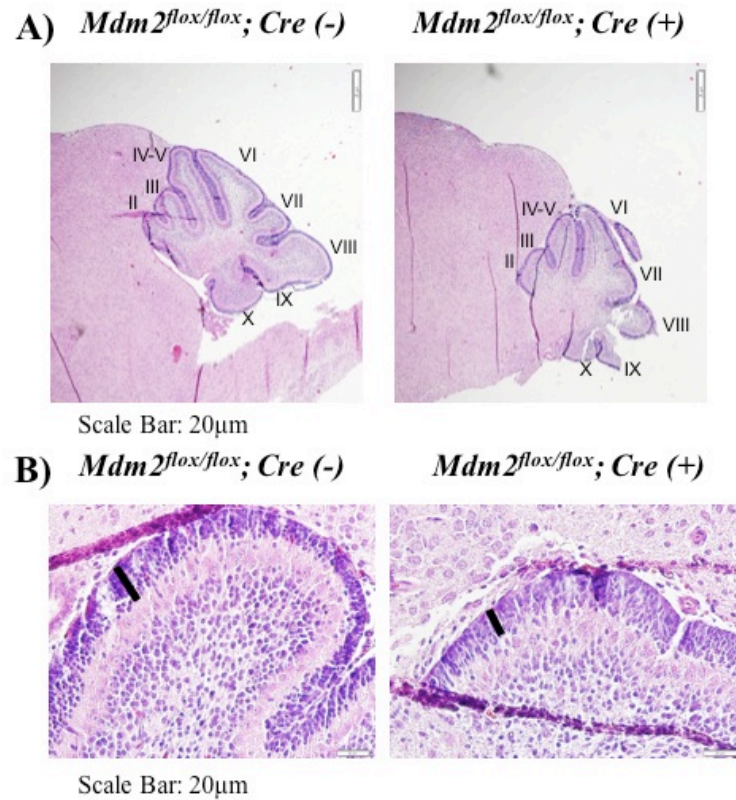 A) Mdm2flox/flox; Cre (-) Mdm2flox/flox; Cre (+)
IV-V VI
III
II
VII
VIII
IX
X
IV-V VI
III
II
VII
VIII
X IX
Scale Bar: 20µm
B) Mdm2flox/flox; Cre (-) Mdm2flox/flox; Cre (+)
Scale Bar: 20µm